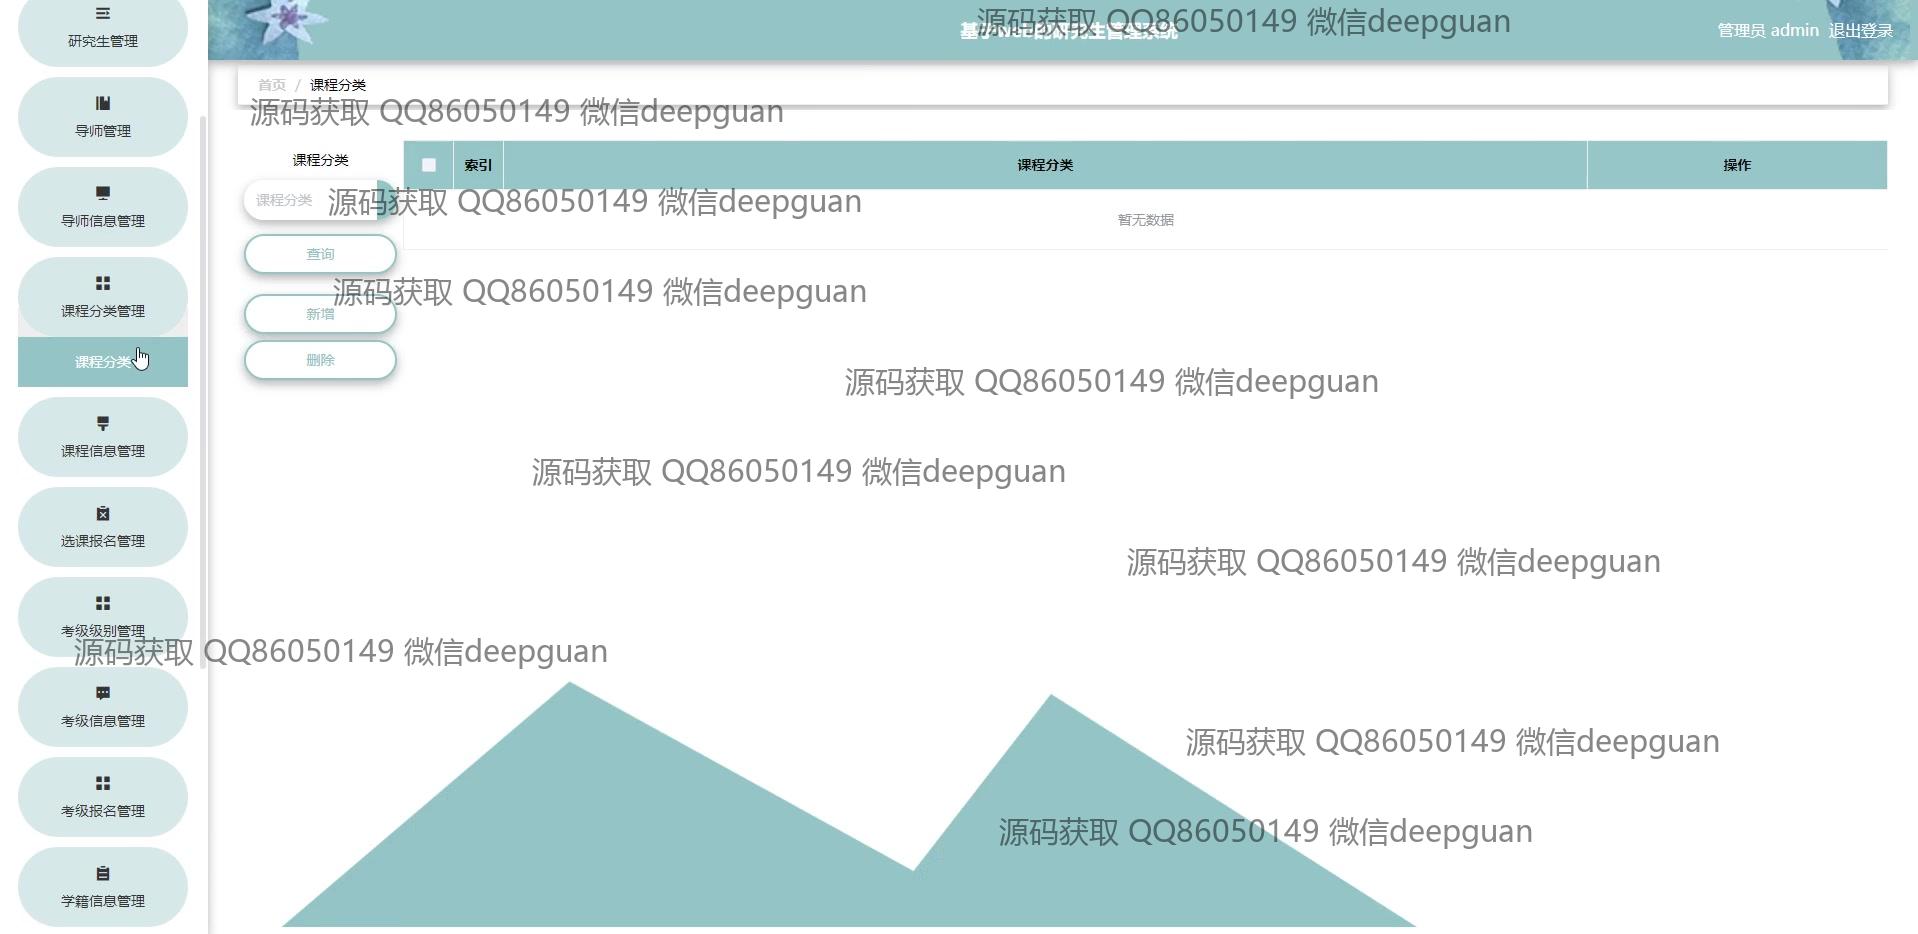 研究生管理
导师管理
导师信息管理
课程分类管理
课程分类
课程信息管理
选课报名管理
考级级别管理
考级信息管理
考级报名管理
学籍信息管理
基于web的研究生管理系统
管理员 admin 退出登录
首页 / 课程分类
课程分类
课程分类
查询
新增
删除
索引 课程分类 操作
暂无数据
源码获取 QQ86050149 微信deepguan
源码获取 QQ86050149 微信deepguan
源码获取 QQ86050149 微信deepguan
源码获取 QQ86050149 微信deepguan
源码获取 QQ86050149 微信deepguan
源码获取 QQ86050149 微信deepguan
源码获取 QQ86050149 微信deepguan
源码获取 QQ86050149 微信deepguan
源码获取 QQ86050149 微信deepguan
源码获取 QQ86050149 微信deepguan